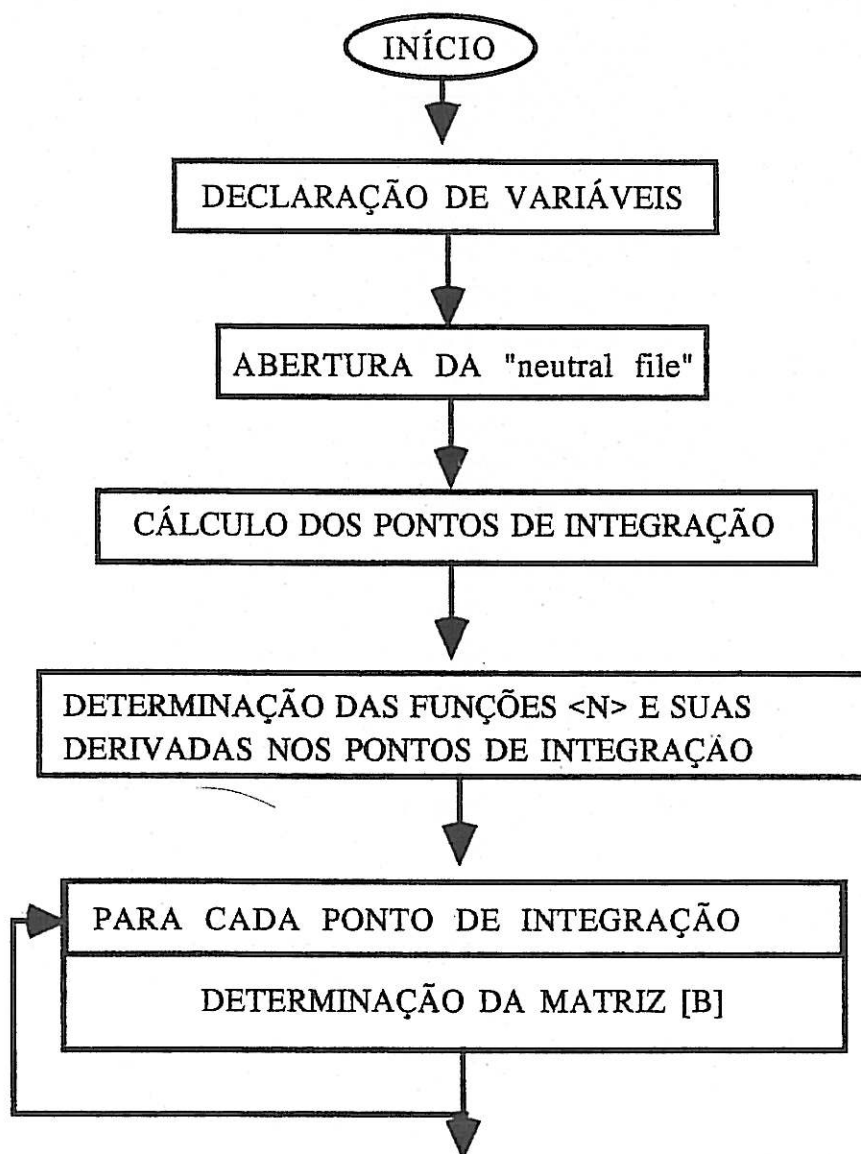 INÍCIO
DECLARAÇÃO DE VARIÁVEIS
ABERTURA DA "neutral file"
CÁLCULO DOS PONTOS DE INTEGRAÇÃO
DETERMINAÇÃO DAS FUNÇÕES <N> E SUAS
DERIVADAS NOS PONTOS DE INTEGRAÇÃO
PARA CADA PONTO DE INTEGRAÇÃO
DETERMINAÇÃO DA MATRIZ [B]